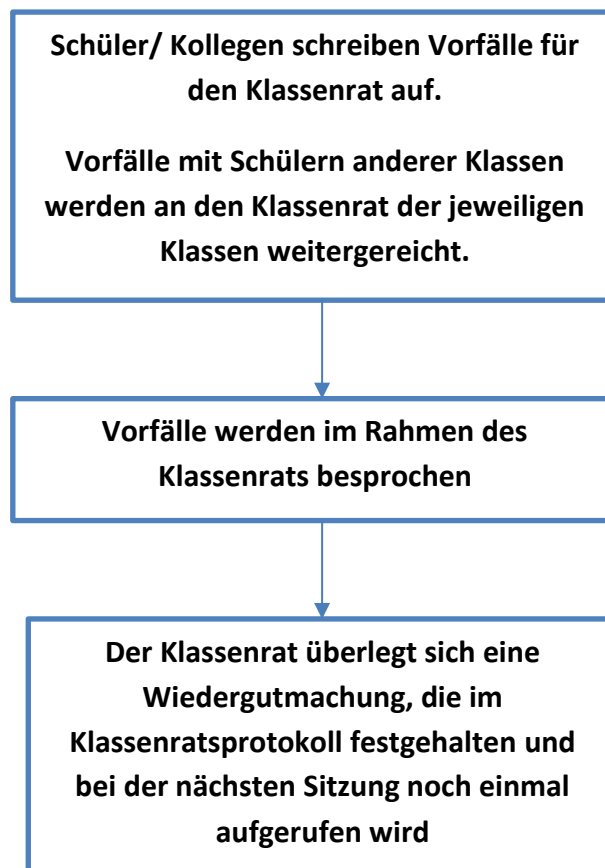 Schüler/ Kollegen schreiben Vorfälle für
den Klassenrat auf.
Vorfälle mit Schülern anderer Klassen
werden an den Klassenrat der jeweiligen
Klassen weitergereicht.
Vorfälle werden im Rahmen des
Klassenrats besprochen
Der Klassenrat überlegt sich eine
Wiedergutmachung, die im
Klassenratsprotokoll festgehalten und
bei der nächsten Sitzung noch einmal
aufgerufen wird